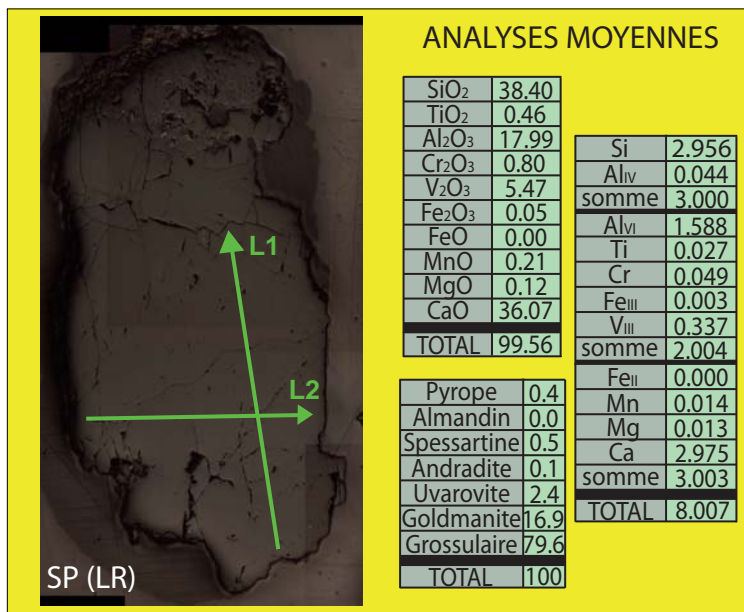 ANALYSES MOYENNES
SiO2 38.40
TiO2 0.46
Al2O3 17.99
Cr2O3 0.80
V2O3 5.47
Fe2O3 0.05
FeO 0.00
MnO 0.21
MgO 0.12
CaO 36.07
TOTAL 99.56
Si 2.956
AlIV 0.044
somme 3.000
AlVI 1.588
Ti 0.027
Cr 0.049
FeIII 0.003
VIII 0.337
somme 2.004
FeII 0.000
Mn 0.014
Mg 0.013
Ca 2.975
somme 3.003
TOTAL 8.007
Pyrope 0.4
Almandin 0.0
Spessartine 0.5
Andradite 0.1
Uvarovite 2.4
Goldmanite 16.9
Grossulaire 79.6
TOTAL 100
L1
L2
SP (LR)